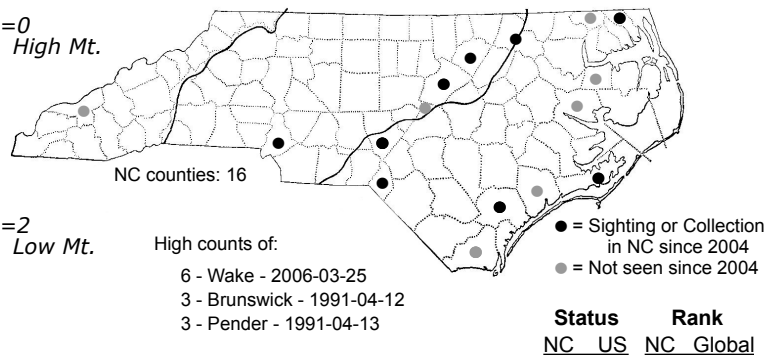 =0
High Mt.
NC counties: 16
=2
Low Mt.
High counts of:
6 - Wake - 2006-03-25
3 - Brunswick - 1991-04-12
3 - Pender - 1991-04-13
= Sighting or Collection
in NC since 2004
= Not seen since 2004
Status Rank
NC US NC Global